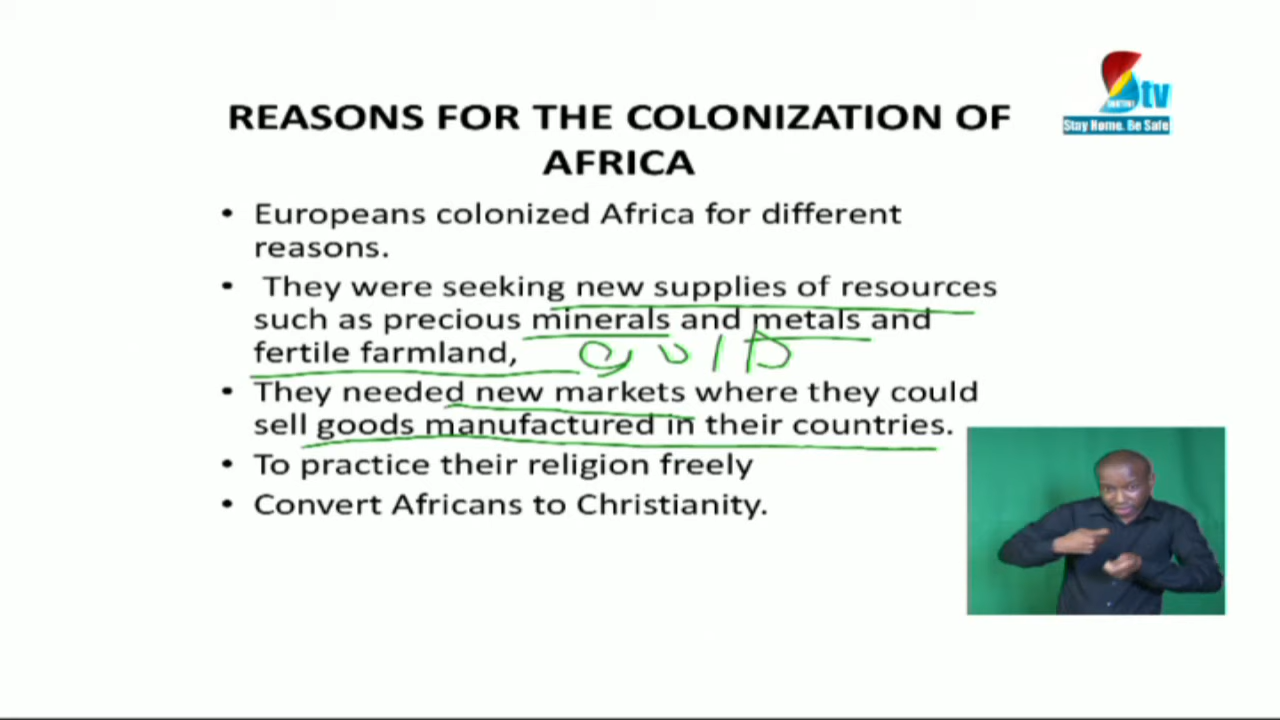 tv
Stay Home. Be Safe
REASONS FOR THE COLONIZATION OF
AFRICA
• Europeans colonized Africa for different
reasons.
• They were seeking new supplies of resources
such as precious minerals and metals and
fertile farmland,
gold
• They needed new markets where they could
sell goods manufactured in their countries.
• To practice their religion freely
• Convert Africans to Christianity.